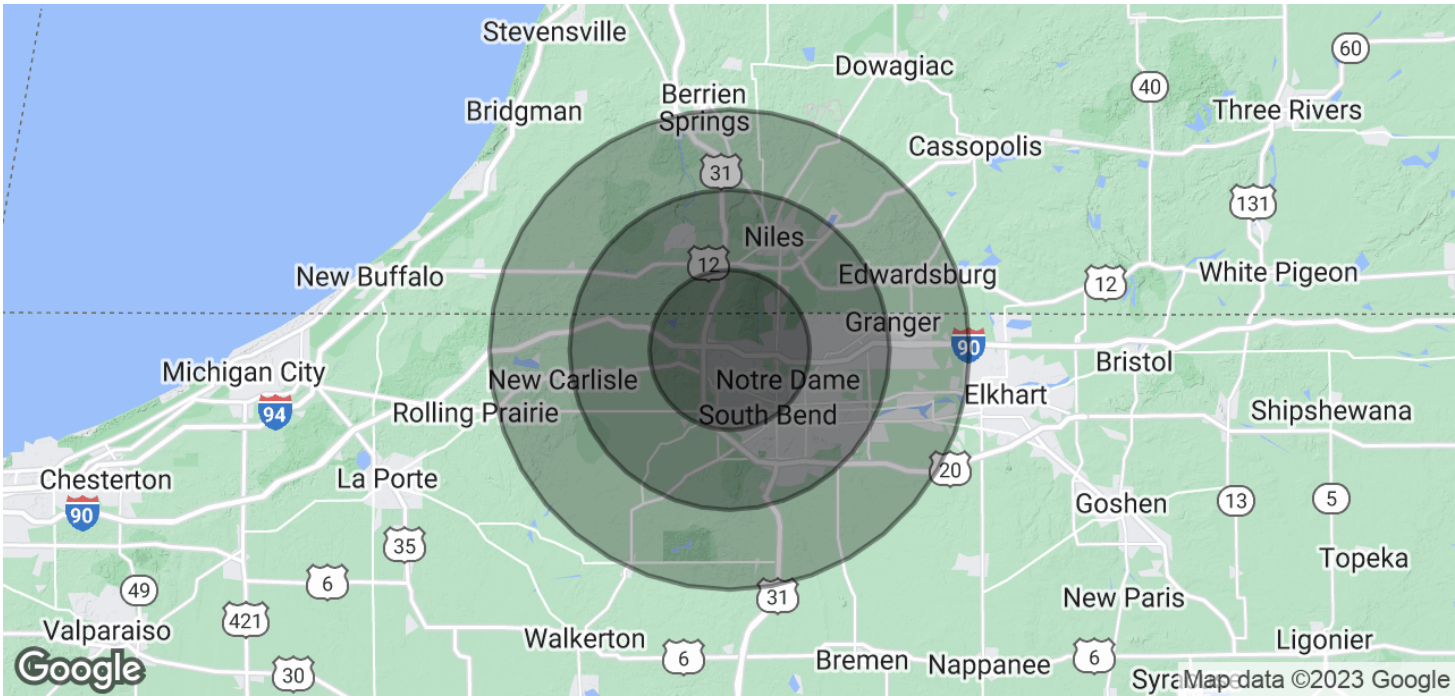 Stevensville
60
Dowagiac
40
Berrien
Springs
Bridgman
Three Rivers
Cassopolis
31
131
Niles
12
New Buffalo
Edwardsburg
12
White Pigeon
Granger
90
Bristol
Michigan City
New Carlisle
Notre Dame
Elkhart
94
Rolling Prairie
South Bend
Shipshewana
Chesterton
La Porte
20
90
Goshen
13
5
35
Topeka
49
6
31
New Paris
421
Valparaiso
Walkerton
Ligonier
6
Bremen
Nappanee
6
Google
30
Map data ©2023 Google